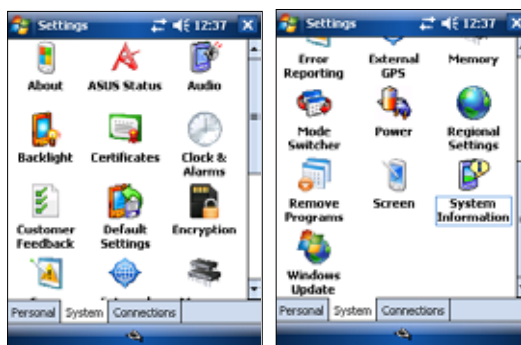 Settings 12:37
About ASUS Status Audio
Backlight Certificates Clock &
Alarms
Customer Default Encryption
Feedback Settings
Personal System Connections
Settings 12:37
Error External Memory
Reporting GPS
Mode Power Regional
Switcher Settings
Remove Screen System
Programs Information
Windows
Update
Personal System Connections